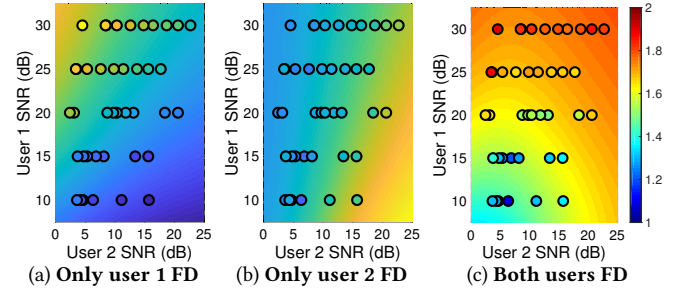 30
25
20
15
10
User 1 SNR (dB)
0 5 10 15 20 25
User 2 SNR (dB)
(a) Only user 1 FD
30
25
20
15
10
User 1 SNR (dB)
0 5 10 15 20 25
User 2 SNR (dB)
(b) Only user 2 FD
30
25
20
15
10
User 1 SNR (dB)
0 5 10 15 20 25
User 2 SNR (dB)
2
1.8
1.6
1.4
1.2
1
(c) Both users FD